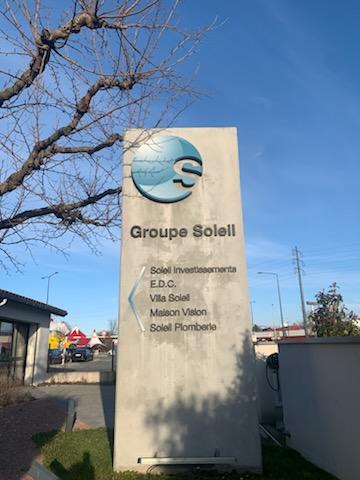 S
Groupe Soleil
Soleil Investissements
E.D.C.
Villa Soleil
Maison Vision
Soleil Plomberie